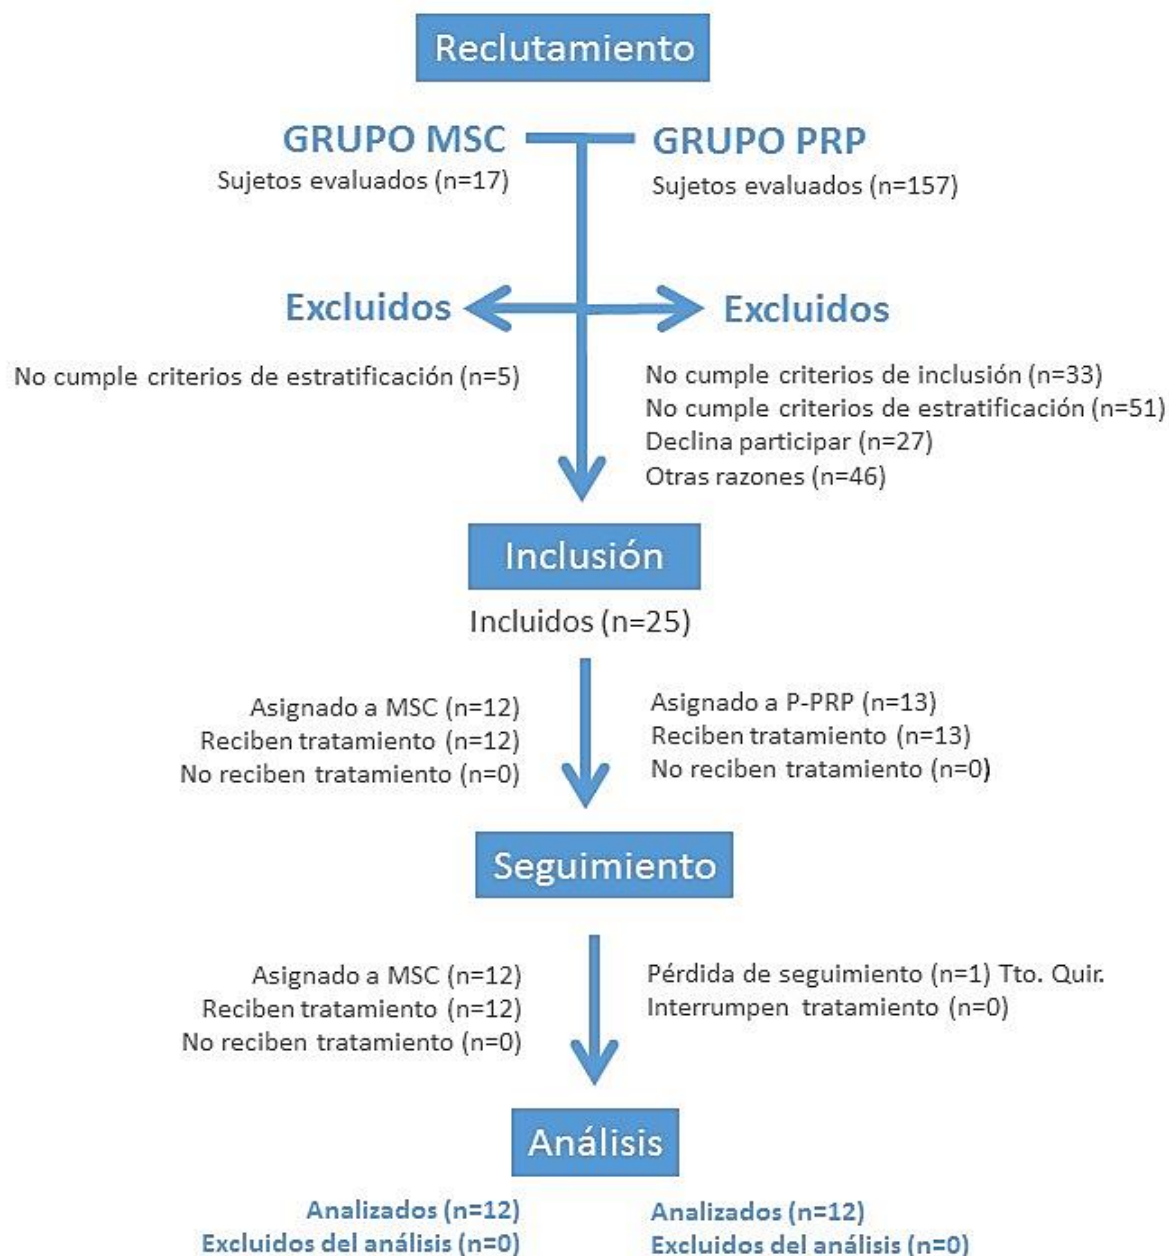 Reclutamiento
GRUPO MSC
Sujetos evaluados (n=17)
GRUPO PRP
Sujetos evaluados (n=157)
Excluidos
No cumple criterios de estratificación (n=5)
Excluidos
No cumple criterios de inclusión (n=33)
No cumple criterios de estratificación (n=51)
Declina participar (n=27)
Otras razones (n=46)
Inclusión
Incluidos (n=25)
Asignado a MSC (n=12)
Reciben tratamiento (n=12)
No reciben tratamiento (n=0)
Asignado a P-PRP (n=13)
Reciben tratamiento (n=13)
No reciben tratamiento (n=0)
Seguimiento
Asignado a MSC (n=12)
Reciben tratamiento (n=12)
No reciben tratamiento (n=0)
Pérdida de seguimiento (n=1) Tto. Quir.
Interrumpen tratamiento (n=0)
Análisis
Analizados (n=12)
Excluidos del análisis (n=0)
Analizados (n=12)
Excluidos del análisis (n=0)